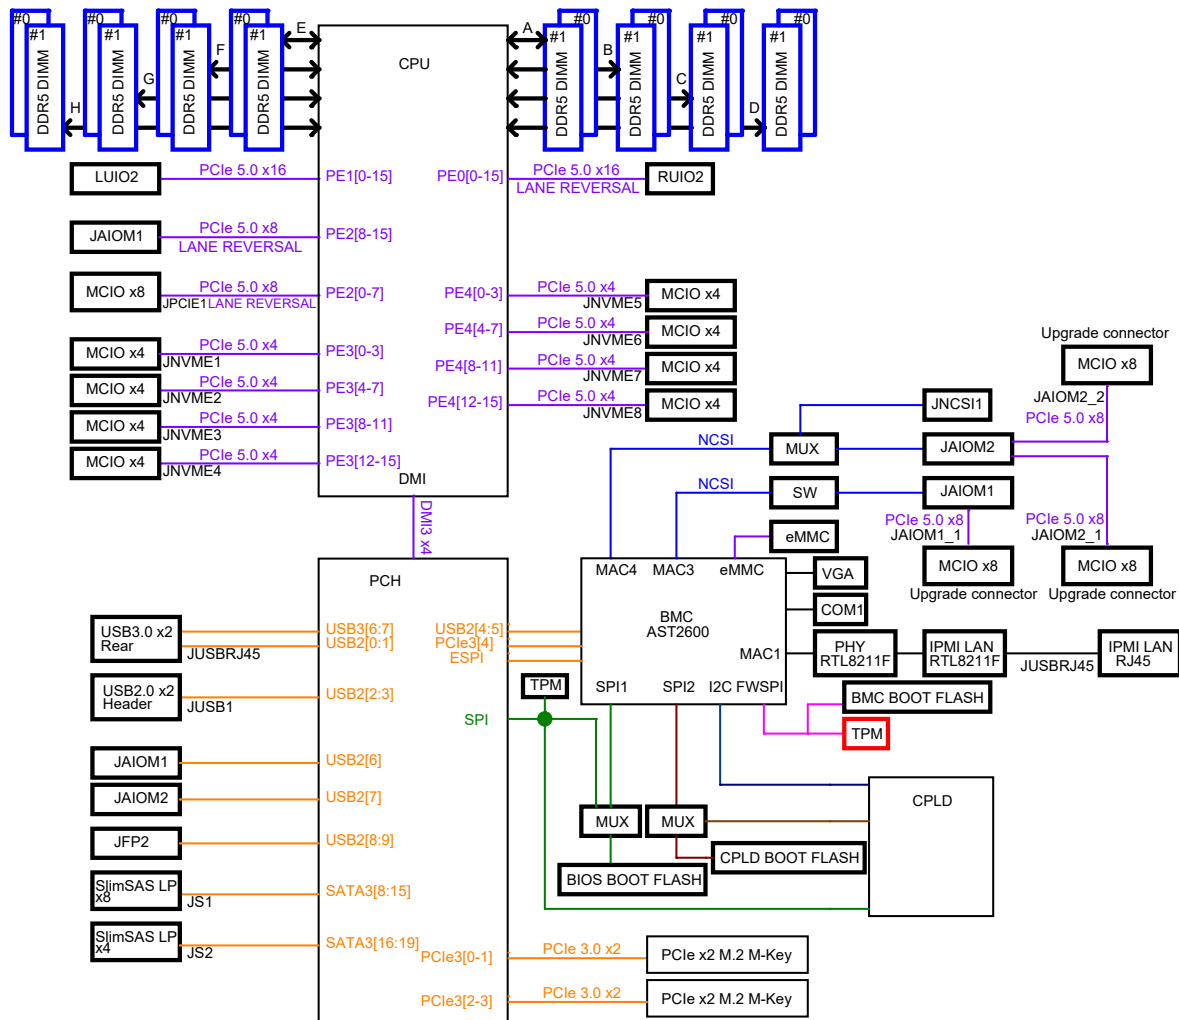 #0 #0 #0 #0
#1 #1 #1 #1
DDR5 DIMM DDR5 DIMM DDR5 DIMM DDR5 DIMM
E
F
G
H
CPU
#0 #0 #0 #0
#1 #1 #1 #1
DDR5 DIMM DDR5 DIMM DDR5 DIMM DDR5 DIMM
A
B
C
D
LUIO2 PCIe 5.0 x16 PE1[0-15]
PE0[0-15] PCIe 5.0 x16 RUIO2
LANE REVERSAL
JAIOM1 PCIe 5.0 x8 PE2[8-15]
LANE REVERSAL
MCIO x8 PCIe 5.0 x8 PE2[0-7]
JPCIE1 LANE REVERSAL
PE4[0-3] PCIe 5.0 x4 MCIO x4
JNVME5
PE4[4-7] PCIe 5.0 x4 MCIO x4
JNVME6
PE4[8-11] PCIe 5.0 x4 MCIO x4
JNVME7
PE4[12-15] PCIe 5.0 x4 MCIO x4
JNVME8
MCIO x4 PCIe 5.0 x4 PE3[0-3]
JNVME1
MCIO x4 PCIe 5.0 x4 PE3[4-7]
JNVME2
MCIO x4 PCIe 5.0 x4 PE3[8-11]
JNVME3
MCIO x4 PCIe 5.0 x4 PE3[12-15]
JNVME4
DMI
DMI3 x4
Upgrade connector
MCIO x8
JAIOM2_2
PCIe 5.0 x8
JNCSI1
NCSI MUX JAIOM2
NCSI SW JAIOM1
PCIe 5.0 x8
JAIOM1_1
PCIe 5.0 x8
JAIOM2_1
MCIO x8 MCIO x8
Upgrade connector Upgrade connector
eMMC
MAC4 MAC3 eMMC
BMC
AST2600
VGA
COM1
MAC1
PHY
RTL8211F
IPMI LAN
RTL8211F
JUSBRJ45
IPMI LAN
RJ45
SPI1 SPI2 I2C FWSPI
BMC BOOT FLASH
TPM
PCH
USB3.0 x2
Rear
JUSBRJ45
USB3[6:7]
USB2[0:1]
USB2[4:5]
PCIe3[4]
ESPI
USB2.0 x2
Header
JUSB1
USB2[2:3]
TPM
SPI
JAIOM1 USB2[6]
JAIOM2 USB2[7]
JFP2 USB2[8:9]
SlimSAS LP
x8
JS1
SATA3[8:15]
SlimSAS LP
x4
JS2
SATA3[16:19]
MUX MUX
CPLD
CPLD BOOT FLASH
BIOS BOOT FLASH
PCIe3[0-1] PCIe 3.0 x2 PCIe x2 M.2 M-Key
PCIe3[2-3] PCIe 3.0 x2 PCIe x2 M.2 M-Key